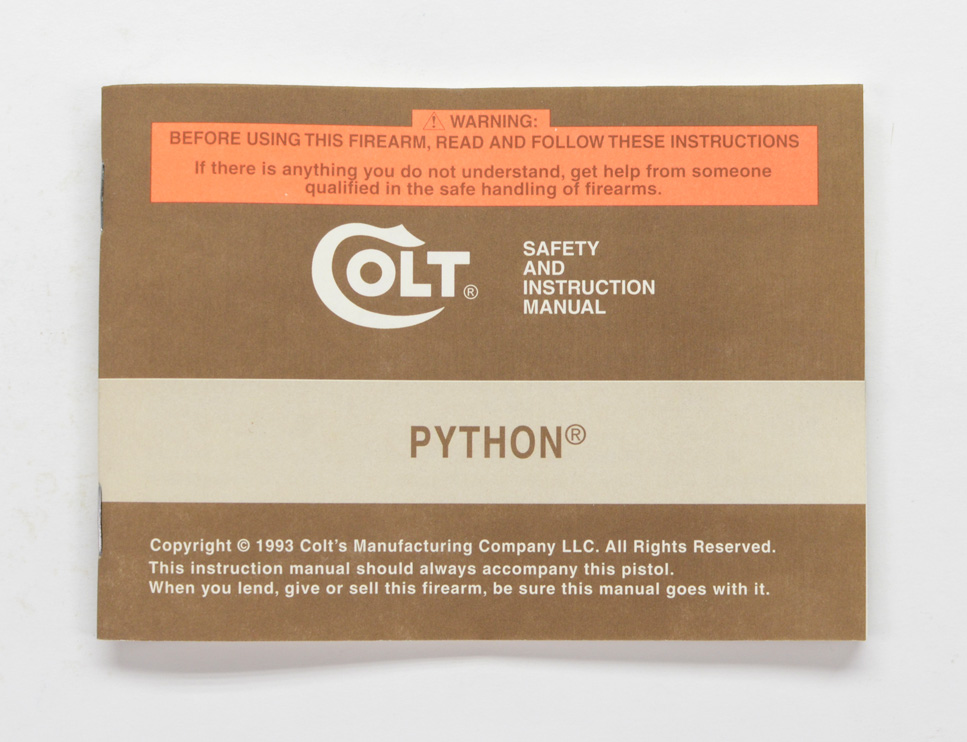 ⚠ WARNING:
BEFORE USING THIS FIREARM, READ AND FOLLOW THESE INSTRUCTIONS
If there is anything you do not understand, get help from someone
qualified in the safe handling of firearms.
COLT®
SAFETY
AND
INSTRUCTION
MANUAL
PYTHON®
Copyright © 1993 Colt's Manufacturing Company LLC. All Rights Reserved.
This instruction manual should always accompany this pistol.
When you lend, give or sell this firearm, be sure this manual goes with it.